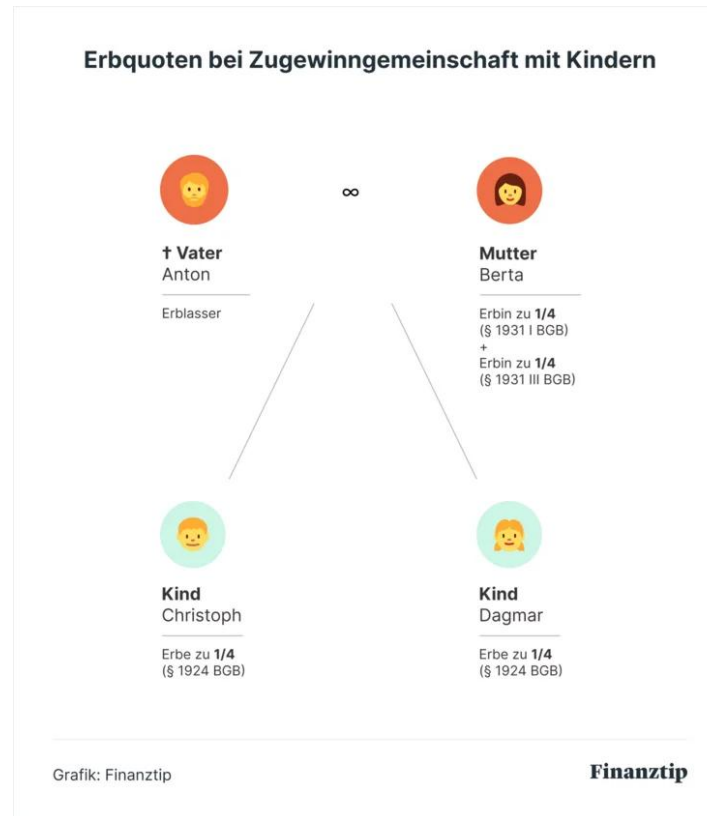 Erbquoten bei Zugewinngemeinschaft mit Kindern
∞
† Vater
Anton
Erblasser
Mutter
Berta
Erbin zu 1/4
(§ 1931 I BGB)
+
Erbin zu 1/4
(§ 1931 III BGB)
Kind
Christoph
Erbe zu 1/4
(§ 1924 BGB)
Kind
Dagmar
Erbe zu 1/4
(§ 1924 BGB)
Grafik: Finanztip
Finanztip